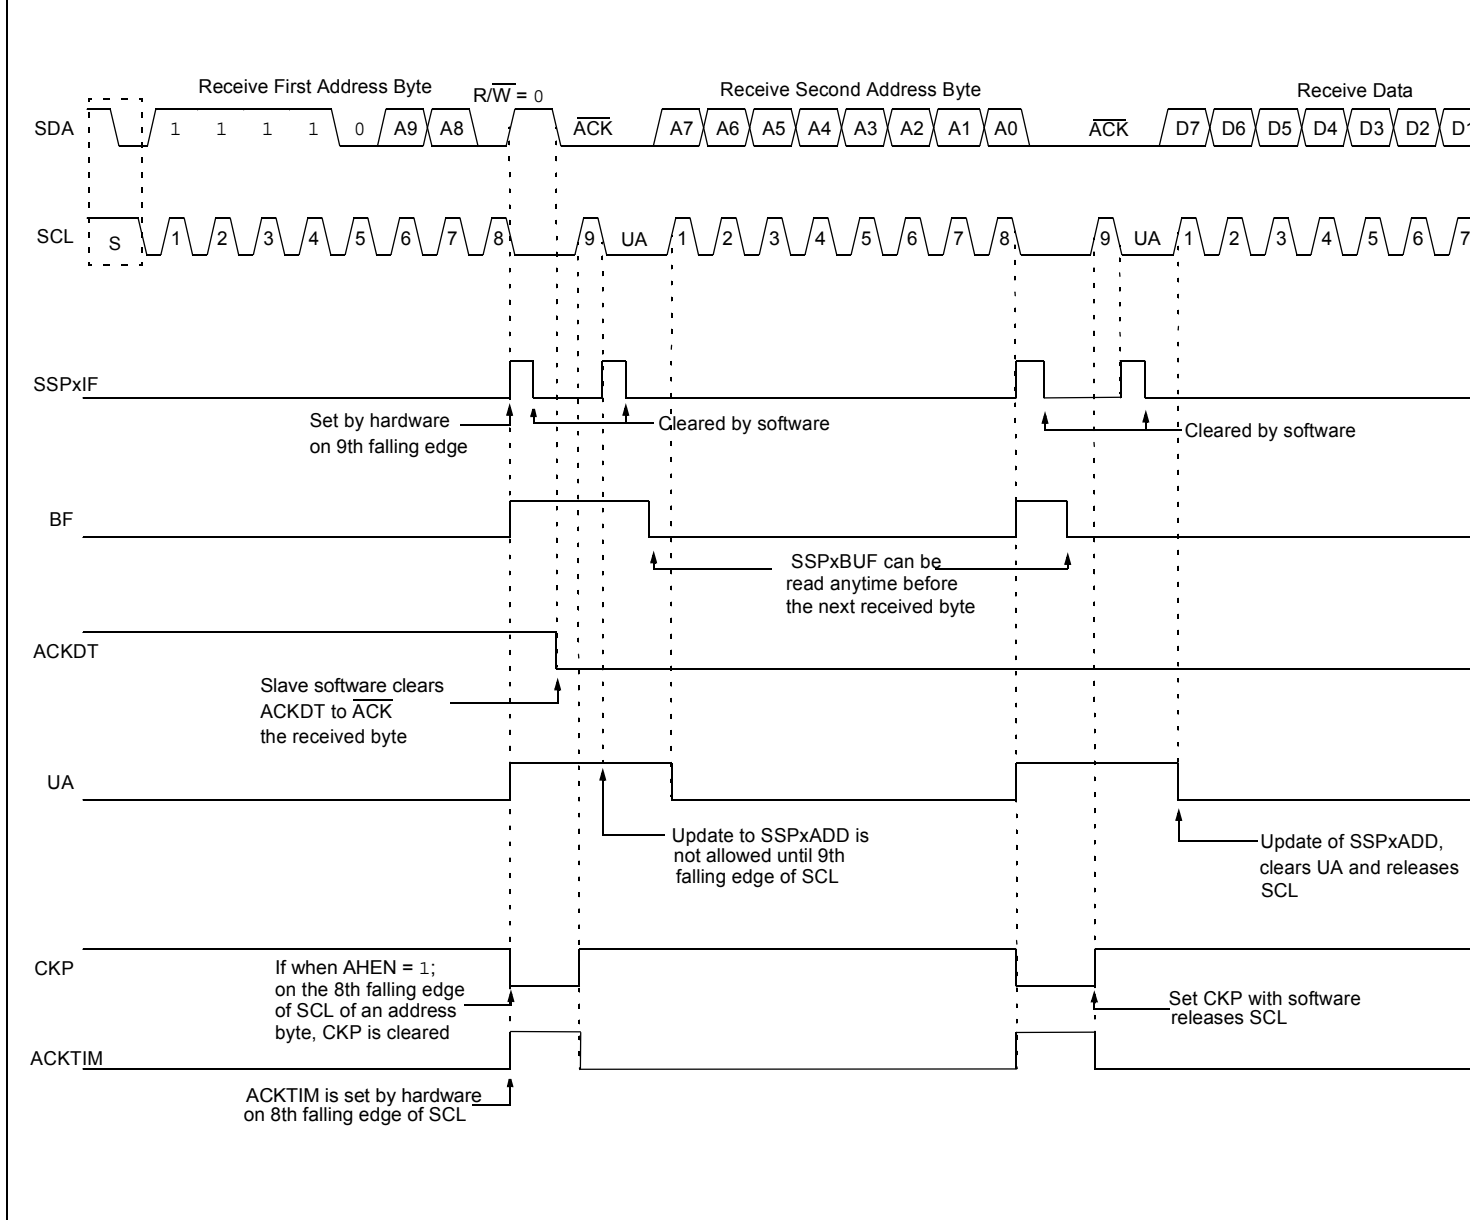 Receive First Address Byte
R/W = 0
Receive Second Address Byte
Receive Data
SDA
1 1 1 1 0 A9 A8
ACK
A7 A6 A5 A4 A3 A2 A1 A0
ACK
D7 D6 D5 D4 D3 D2
SCL
S
1 2 3 4 5 6 7 8 9 UA 1 2 3 4 5 6 7 8 9 UA 1 2 3 4 5 6 7
SSPxIF
Set by hardware
on 9th falling edge
Cleared by software
Cleared by software
BF
SSPxBUF can be
read anytime before
the next received byte
ACKDT
Slave software clears
ACKDT to ACK
the received byte
UA
Update to SSPxADD is
not allowed until 9th
falling edge of SCL
Update of SSPxADD,
clears UA and releases
SCL
CKP
If when AHEN = 1;
on the 8th falling edge
of SCL of an address
byte, CKP is cleared
Set CKP with software
releases SCL
ACKTIM
ACKTIM is set by hardware
on 8th falling edge of SCL